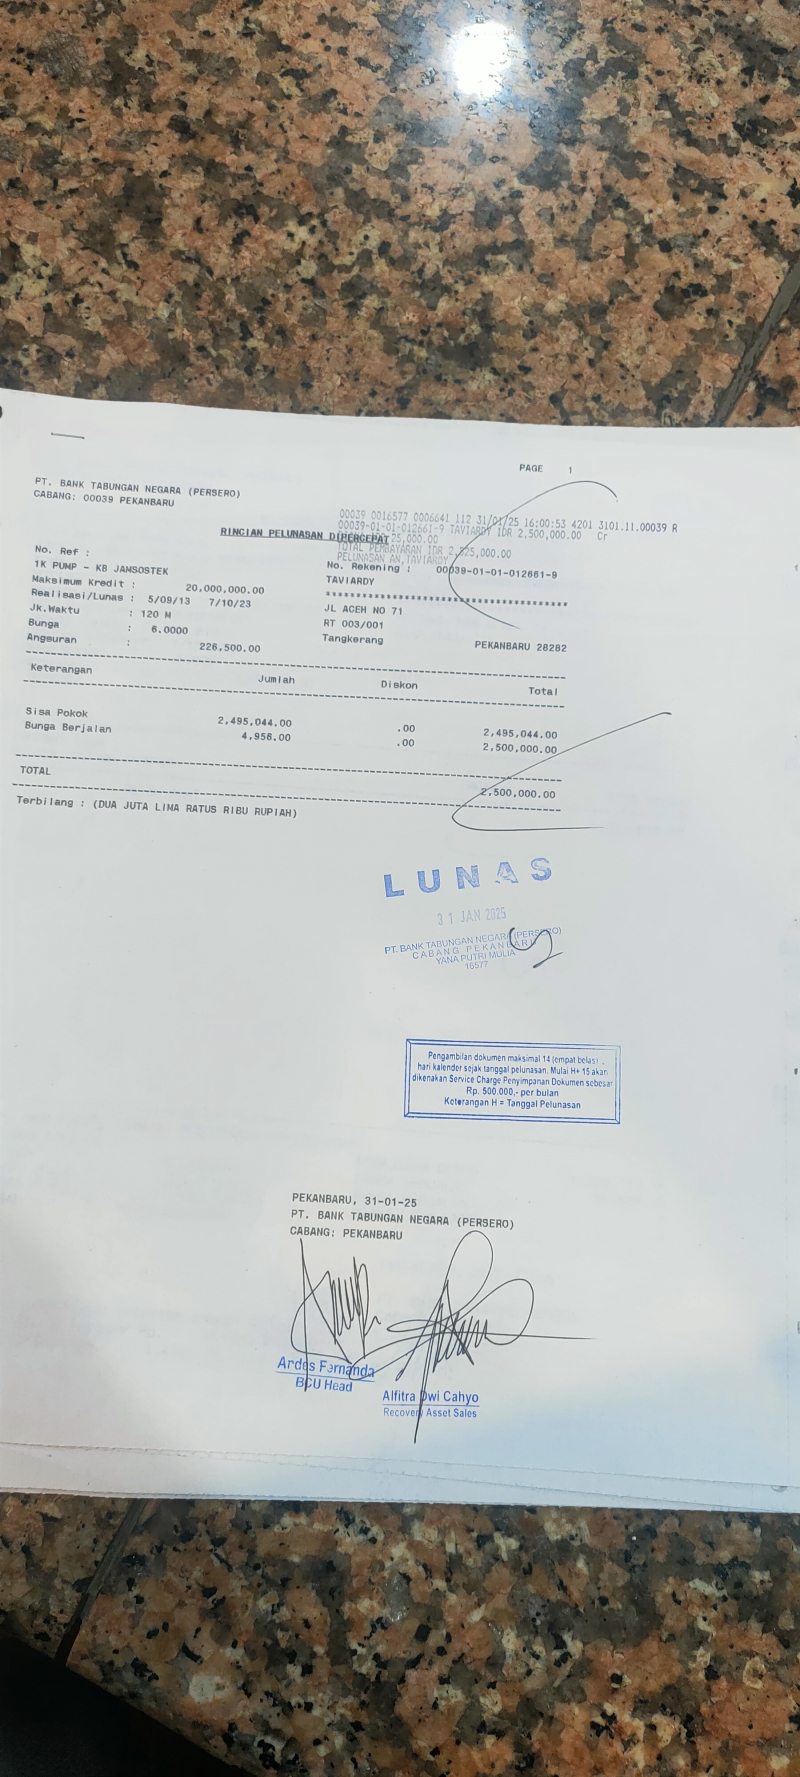 PAGE 1
PT. BANK TABUNGAN NEGARA (PERSERO)
CABANG: 00039 PEKANBARU
00039 0016577 0006641 112 31/01/25 16:00:53 4201 3101.11.00039 R
00039-01-01-012661-9 TAVIARDY IDR 2,500,000.00 Cr
25,000.00
RINCIAN PELUNASAN DIPERCEPAT
TOTAL PEMBAYARAN IDR 2,525,000.00
PELUNASAN AN,TAVIARDY
No. Ref :
No. Rekening : 00039-01-01-012661-9
1K PUMP - KB JANSOSTEK
TAVIARDY
Maksimum Kredit : 20,000,000.00
****************************************
Realisasi/Lunas : 5/09/13 7/10/23
JL ACEH NO 71
Jk.Waktu : 120 M
RT 003/001
Bunga : 6.0000
Tangkerang PEKANBARU 28282
Angsuran : 226,500.00
Keterangan Jumlah Diskon Total
Sisa Pokok 2,495,044.00 .00 2,495,044.00
Bunga Berjalan 4,956.00 .00 2,500,000.00
TOTAL 2,500,000.00
Terbilang : (DUA JUTA LIMA RATUS RIBU RUPIAH)
LUNAS
31 JAN 2025
PT. BANK TABUNGAN NEGARA (PERSERO)
CABANG PEKANBARU
YANA PUTRI MULIA
16577
Pengambilan dokumen maksimal 14 (empat belas)
hari kalender sejak tanggal pelunasan. Mulai H+ 15 akan
dikenakan Service Charge Penyimpanan Dokumen sebesar
Rp. 500.000,- per bulan
Keterangan H = Tanggal Pelunasan
PEKANBARU, 31-01-25
PT. BANK TABUNGAN NEGARA (PERSERO)
CABANG: PEKANBARU
Ardes Fernanda
BCU Head
Alfitra Dwi Cahyo
Recovery Asset Sales